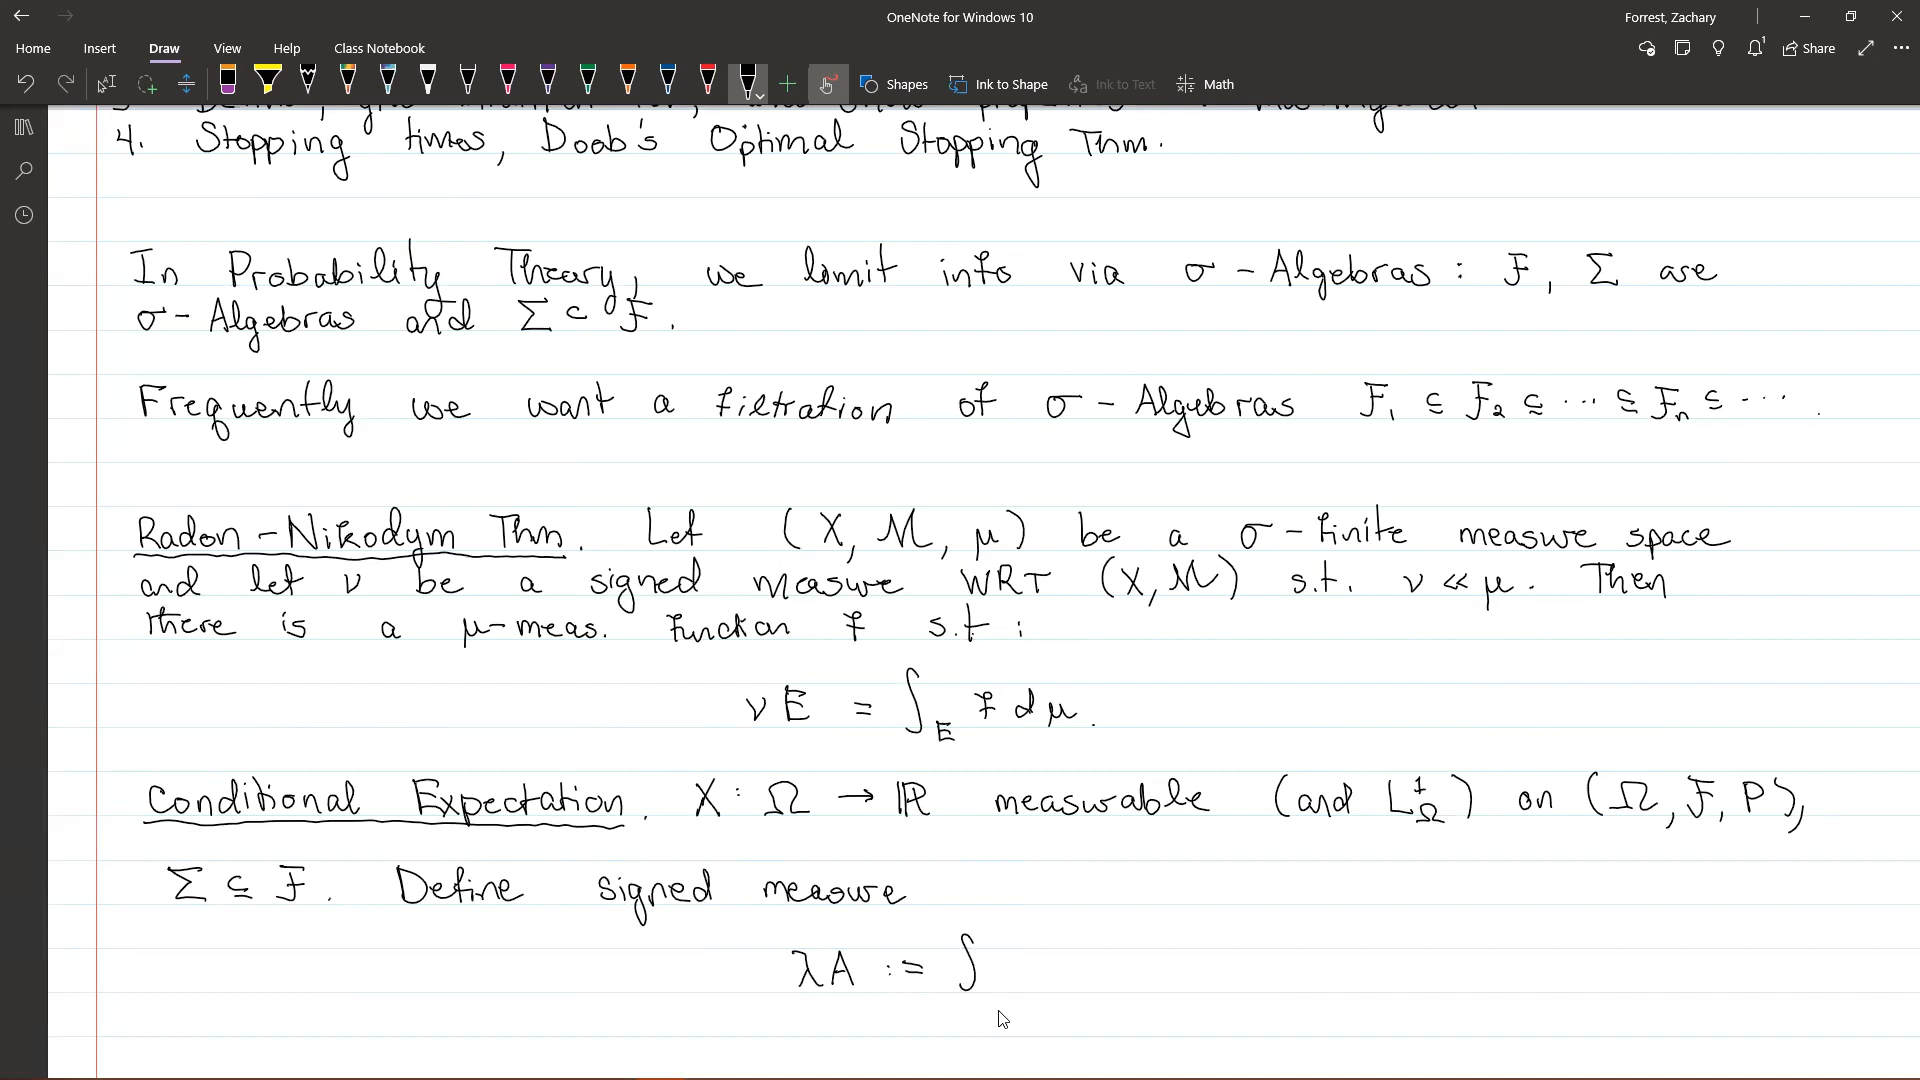 OneNote for Windows 10
Forrest, Zachary
Home Insert Draw View Help Class Notebook
Share
Shapes Ink to Shape Ink to Text Math
4. Stopping times, Doob's Optimal Stopping Thm.
In Probability Theory, we limit info via σ - Algebras : F, Σ are
σ - Algebras and Σ ⊂ F.
Frequently we want a filtration of σ - Algebras F₁ ⊆ F₂ ⊆ ⋯ ⊆ Fₙ ⊆ ⋯ .
Radon - Nikodym Thm. Let (X, M, μ) be a σ - finite measure space
and let ν be a signed measure WRT (X, M) s.t. ν << μ. Then
there is a μ-meas. function f s.t :
νE = ∫_E f dμ.
Conditional Expectation. X : Ω → ℝ measurable (and L¹_Ω) on (Ω, F, P),
Σ ⊆ F. Define signed measure
λA := ∫